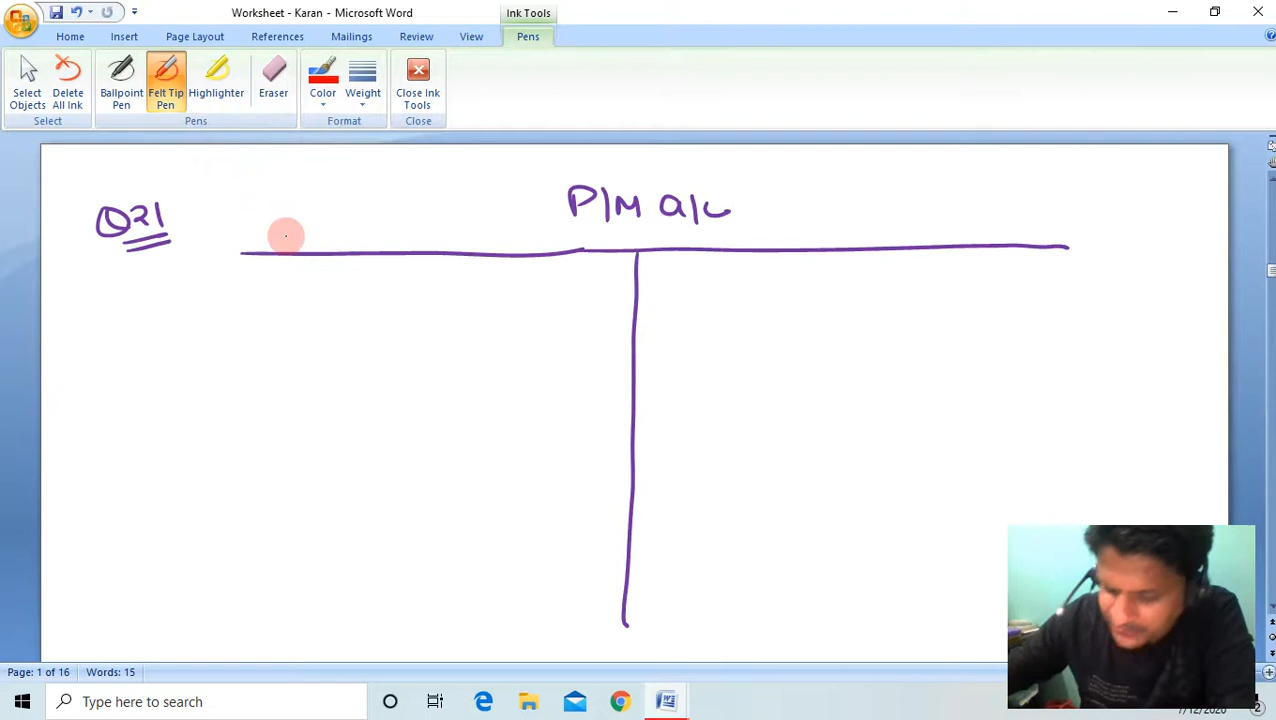 Worksheet - Karan - Microsoft Word
Ink Tools
Home Insert Page Layout References Mailings Review View Pens
Select Objects
Delete All Ink
Ballpoint Pen
Felt Tip Pen
Highlighter
Eraser
Color
Weight
Close Ink Tools
Select Pens Format Close
Q21
P/M a/c
Page: 1 of 16 Words: 15
Type here to search